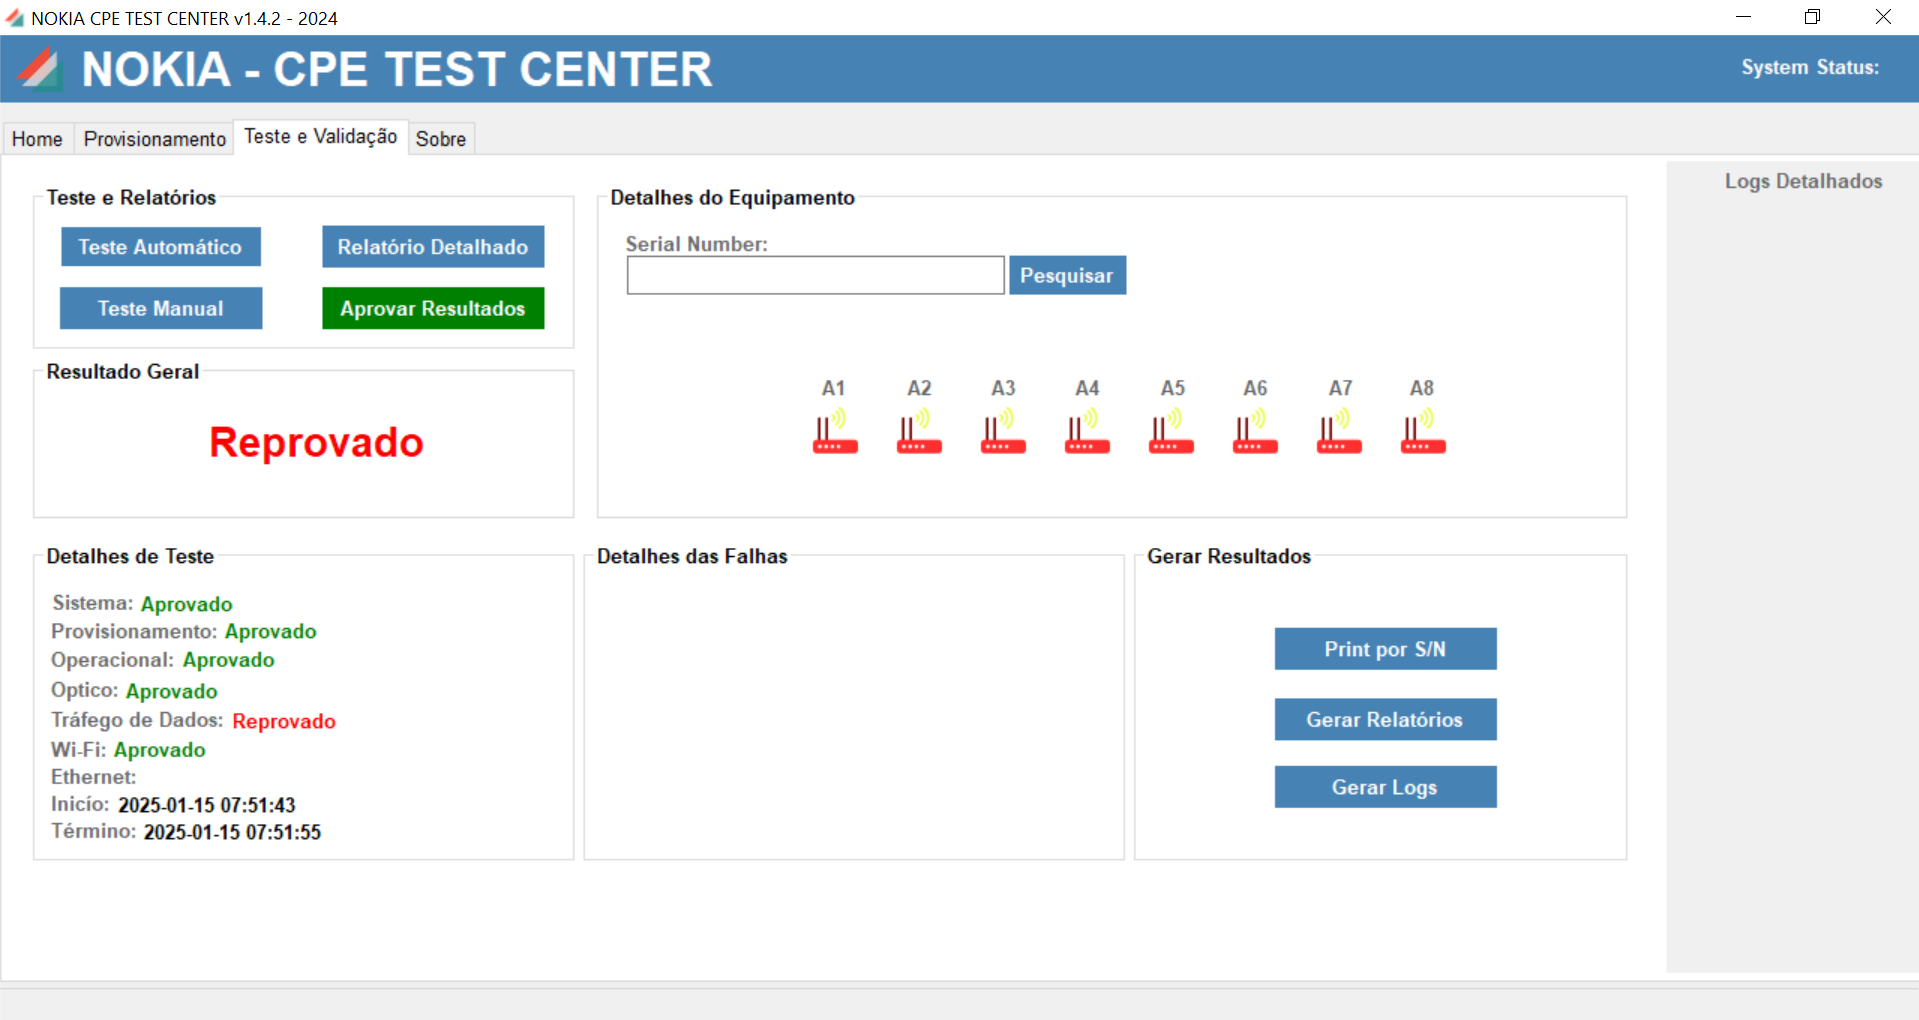 NOKIA CPE TEST CENTER v1.4.2 - 2024
NOKIA - CPE TEST CENTER
System Status:
Home
Provisionamento
Teste e Validação
Sobre
Teste e Relatórios
Teste Automático
Relatório Detalhado
Teste Manual
Aprovar Resultados
Resultado Geral
Reprovado
Detalhes do Equipamento
Serial Number:
Pesquisar
A1 A2 A3 A4 A5 A6 A7 A8
Logs Detalhados
Detalhes de Teste
Sistema: Aprovado
Provisionamento: Aprovado
Operacional: Aprovado
Optico: Aprovado
Tráfego de Dados: Reprovado
Wi-Fi: Aprovado
Ethernet:
Inicío: 2025-01-15 07:51:43
Término: 2025-01-15 07:51:55
Detalhes das Falhas
Gerar Resultados
Print por S/N
Gerar Relatórios
Gerar Logs